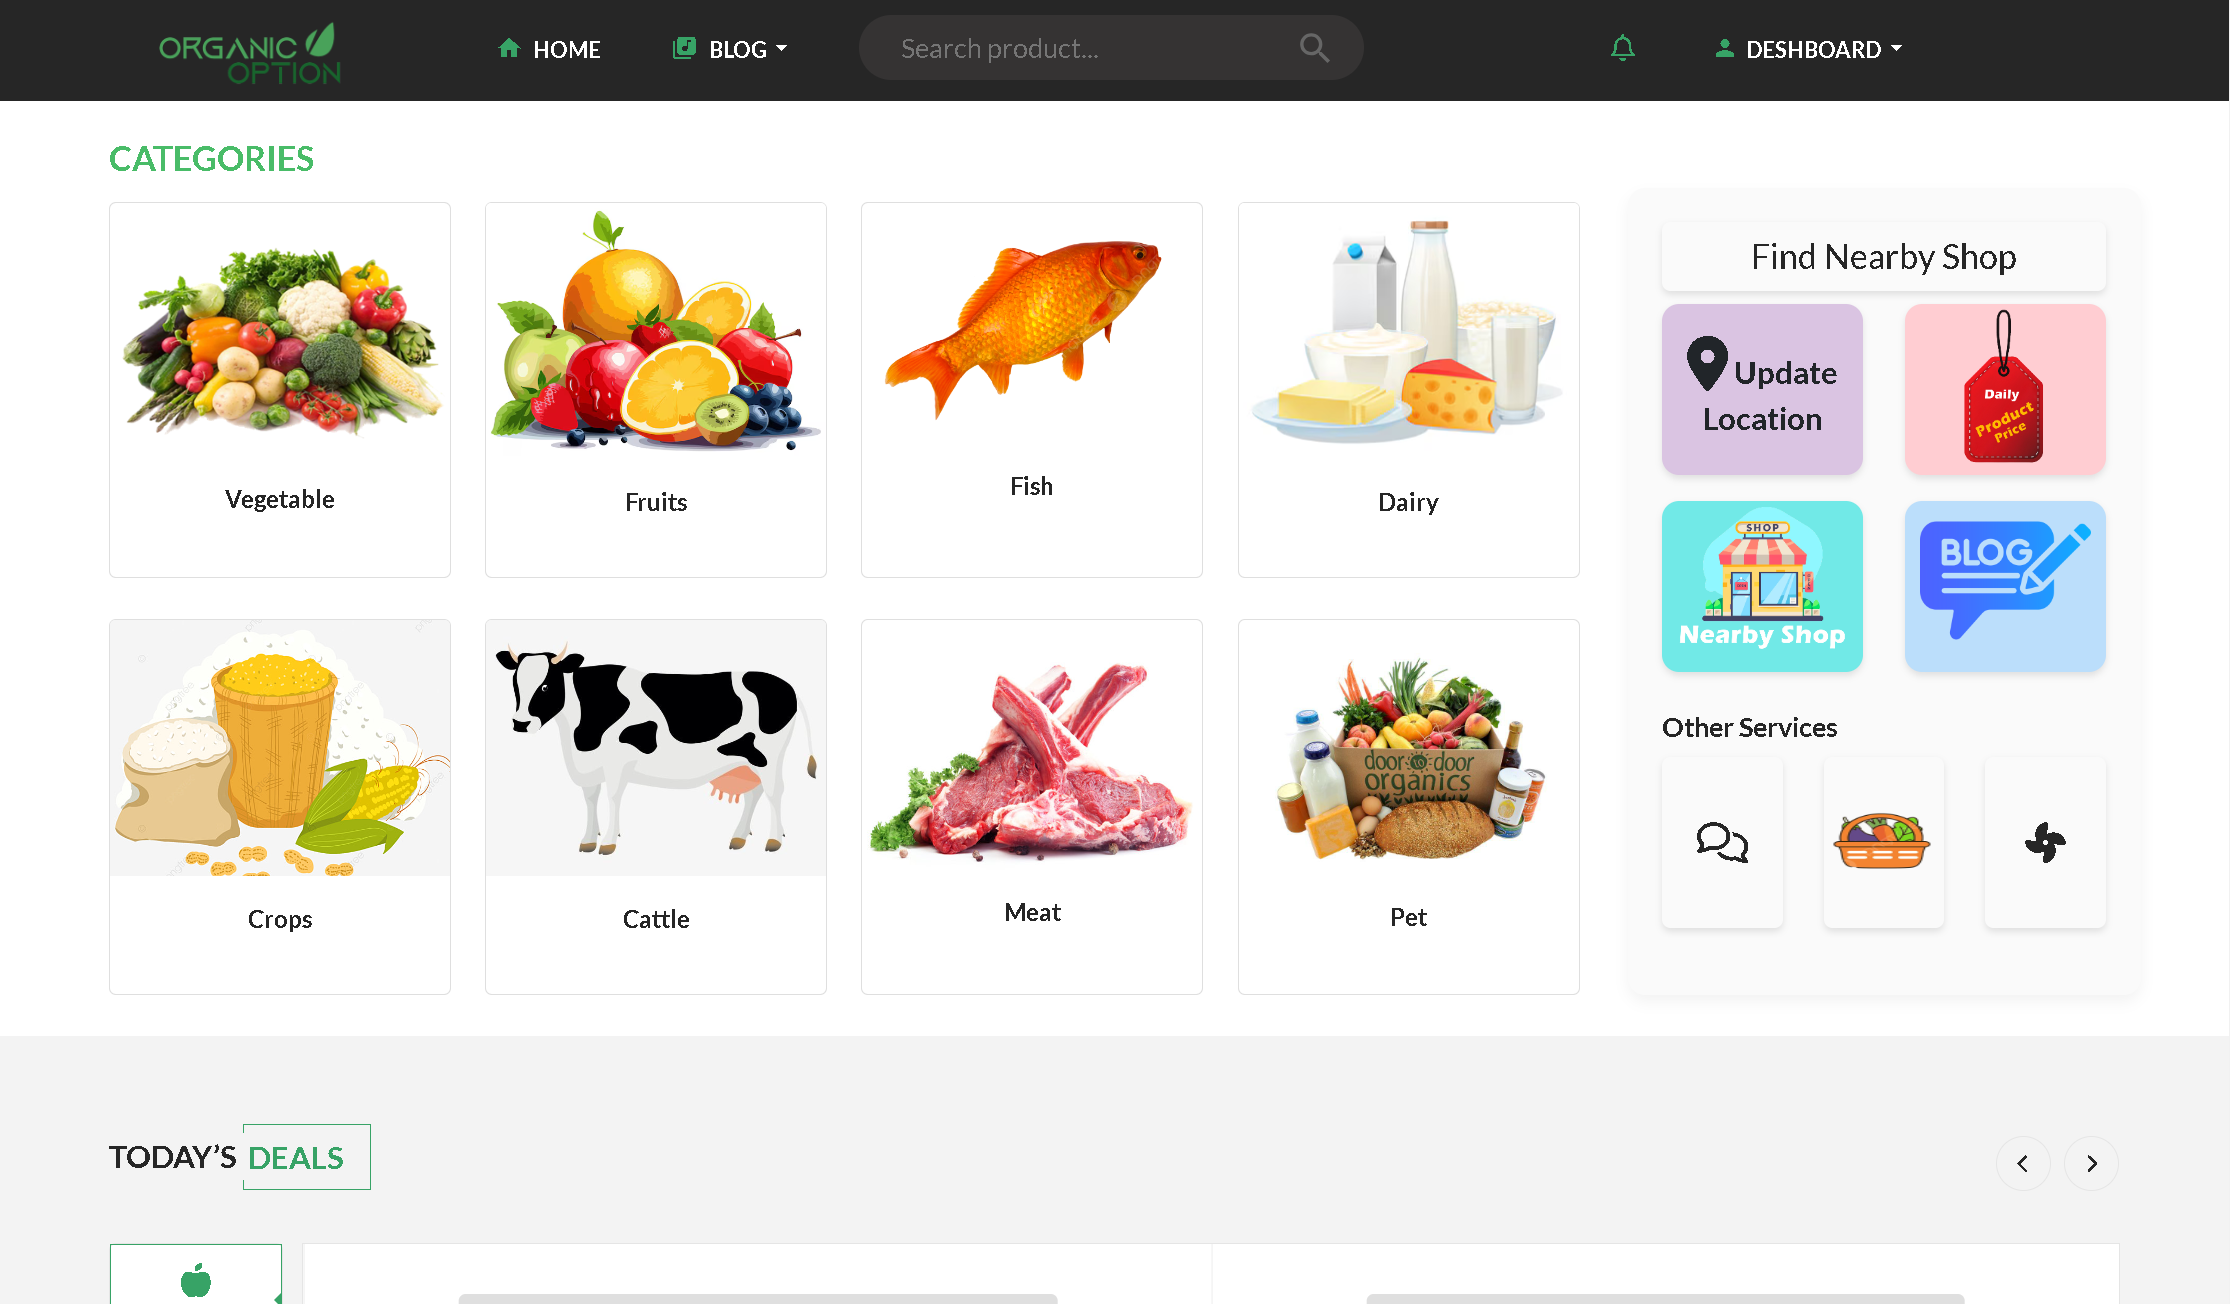 ORGANIC
OPTION
HOME
BLOG
Search product...
DESHBOARD
CATEGORIES
Vegetable
Fruits
Fish
Dairy
Crops
Cattle
Meat
door to door
organics
Pet
Find Nearby Shop
Update
Location
Daily
Product
Price
SHOP
Nearby Shop
BLOG
Other Services
TODAY’S DEALS